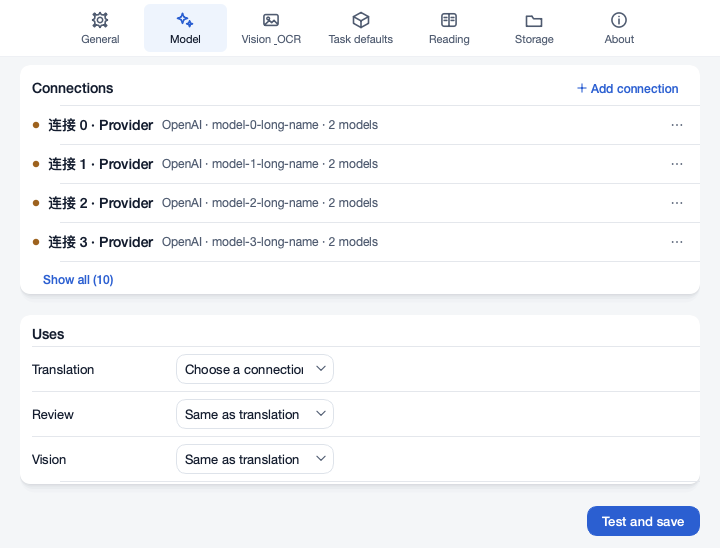 General
Model
Vision _OCR
Task defaults
Reading
Storage
About
Connections
+ Add connection
连接 0 · Provider OpenAI · model-0-long-name · 2 models ···
连接 1 · Provider OpenAI · model-1-long-name · 2 models ···
连接 2 · Provider OpenAI · model-2-long-name · 2 models ···
连接 3 · Provider OpenAI · model-3-long-name · 2 models ···
Show all (10)
Uses
Translation Choose a connection
Review Same as translation
Vision Same as translation
Test and save